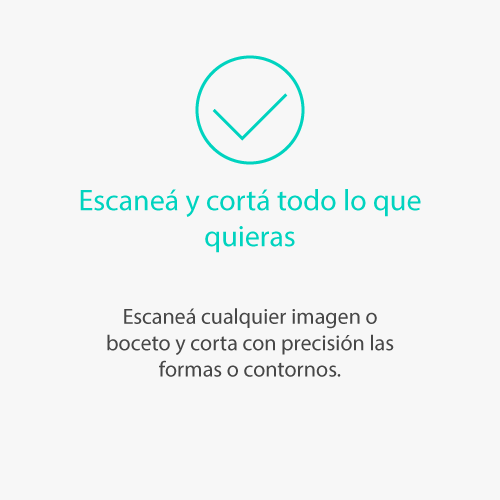 Escaneá y cortá todo lo que
quieras
Escaneá cualquier imagen o
boceto y corta con precisión las
formas o contornos.